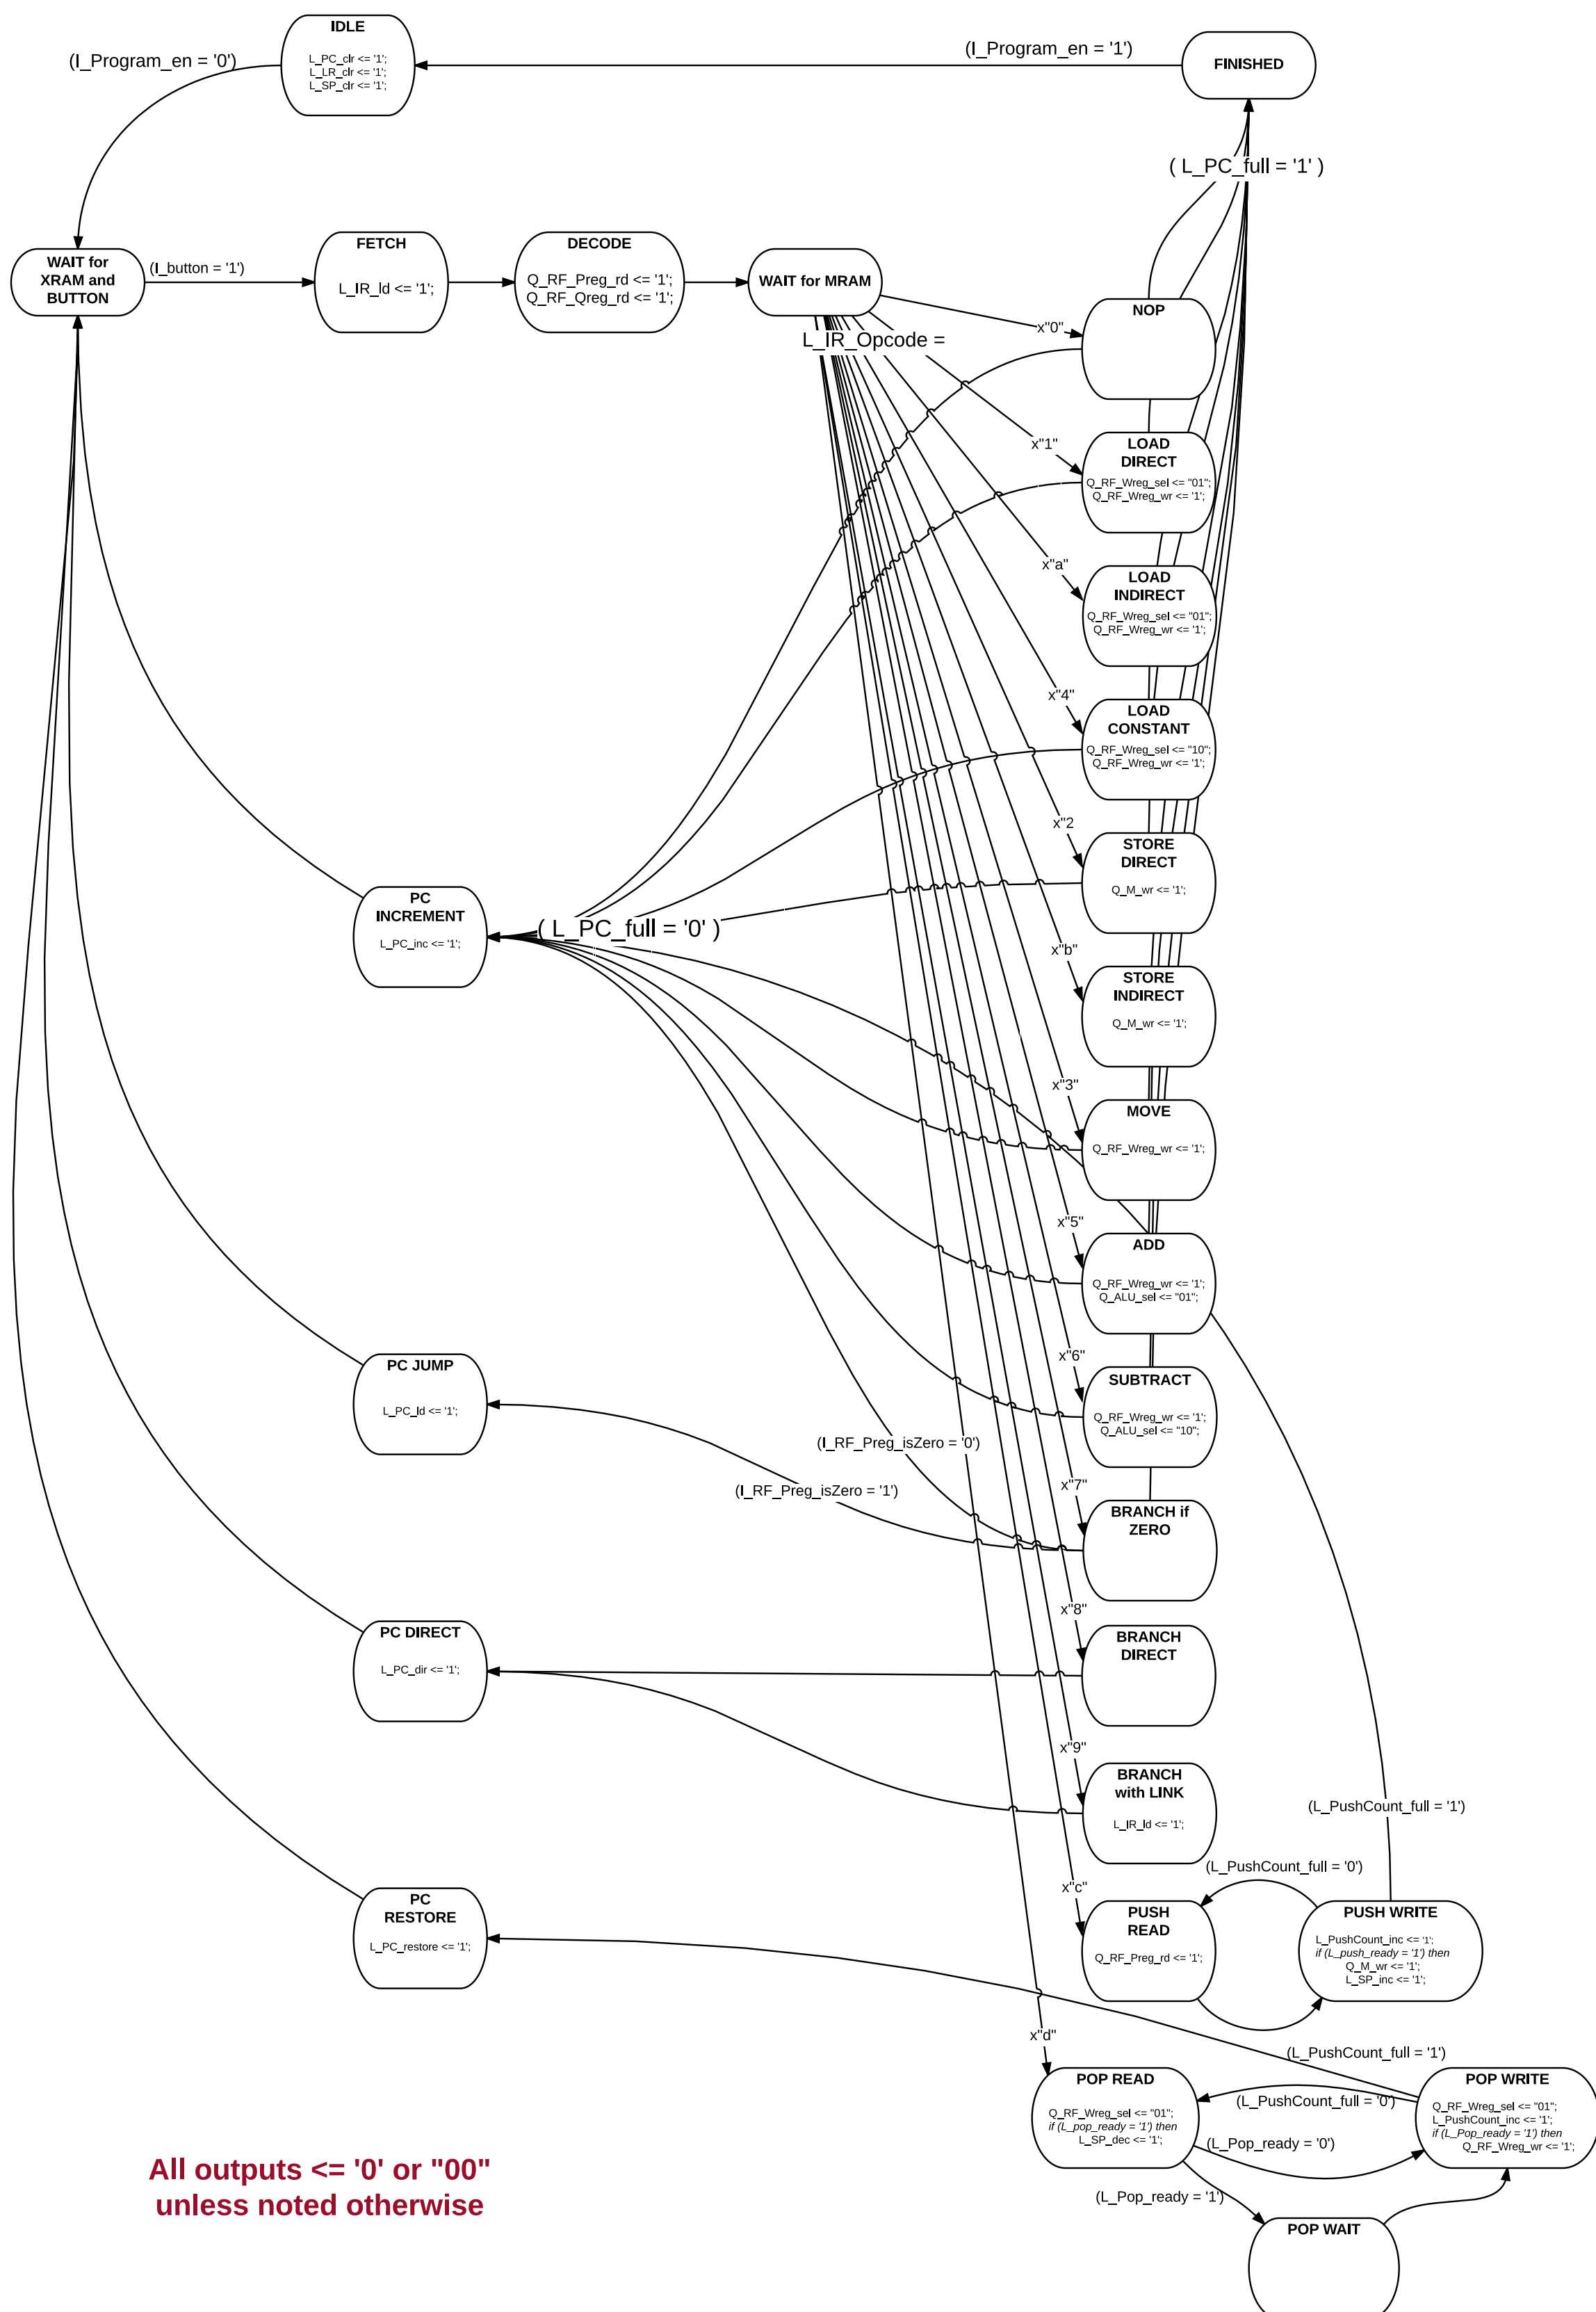 IDLE
L_PC_clr <= '1';
L_LR_clr <= '1';
L_SP_clr <= '1';
(I_Program_en = '0')
(I_Program_en = '1')
FINISHED
( L_PC_full = '1' )
WAIT for
XRAM and
BUTTON
(I_button = '1')
FETCH
L_IR_ld <= '1';
DECODE
Q_RF_Preg_rd <= '1';
Q_RF_Qreg_rd <= '1';
WAIT for MRAM
L_IR_Opcode =
x"0"
NOP
x"1"
LOAD
DIRECT
Q_RF_Wreg_sel <= "01";
Q_RF_Wreg_wr <= '1';
x"a"
LOAD
INDIRECT
Q_RF_Wreg_sel <= "01";
Q_RF_Wreg_wr <= '1';
x"4"
LOAD
CONSTANT
Q_RF_Wreg_sel <= "10";
Q_RF_Wreg_wr <= '1';
x"2
STORE
DIRECT
Q_M_wr <= '1';
PC
INCREMENT
L_PC_inc <= '1';
( L_PC_full = '0' )
x"b"
STORE
INDIRECT
Q_M_wr <= '1';
x"3"
MOVE
Q_RF_Wreg_wr <= '1';
x"5"
ADD
Q_RF_Wreg_wr <= '1';
Q_ALU_sel <= "01";
x"6"
SUBTRACT
Q_RF_Wreg_wr <= '1';
Q_ALU_sel <= "10";
PC JUMP
L_PC_ld <= '1';
(I_RF_Preg_isZero = '0')
(I_RF_Preg_isZero = '1')
x"7"
BRANCH if
ZERO
x"8"
BRANCH
DIRECT
PC DIRECT
L_PC_dir <= '1';
x"9"
BRANCH
with LINK
L_IR_ld <= '1';
(L_PushCount_full = '1')
(L_PushCount_full = '0')
x"c"
PUSH
READ
Q_RF_Preg_rd <= '1';
PUSH WRITE
L_PushCount_inc <= '1';
if (L_push_ready = '1') then
Q_M_wr <= '1';
L_SP_inc <= '1';
PC
RESTORE
L_PC_restore <= '1';
x"d"
(L_PushCount_full = '1')
POP READ
Q_RF_Wreg_sel <= "01";
if (L_pop_ready = '1') then
L_SP_dec <= '1';
(L_PushCount_full = '0')
(L_Pop_ready = '0')
POP WRITE
Q_RF_Wreg_sel <= "01";
L_PushCount_inc <= '1';
if (L_Pop_ready = '1') then
Q_RF_Wreg_wr <= '1';
(L_Pop_ready = '1')
POP WAIT
All outputs <= '0' or "00"
unless noted otherwise